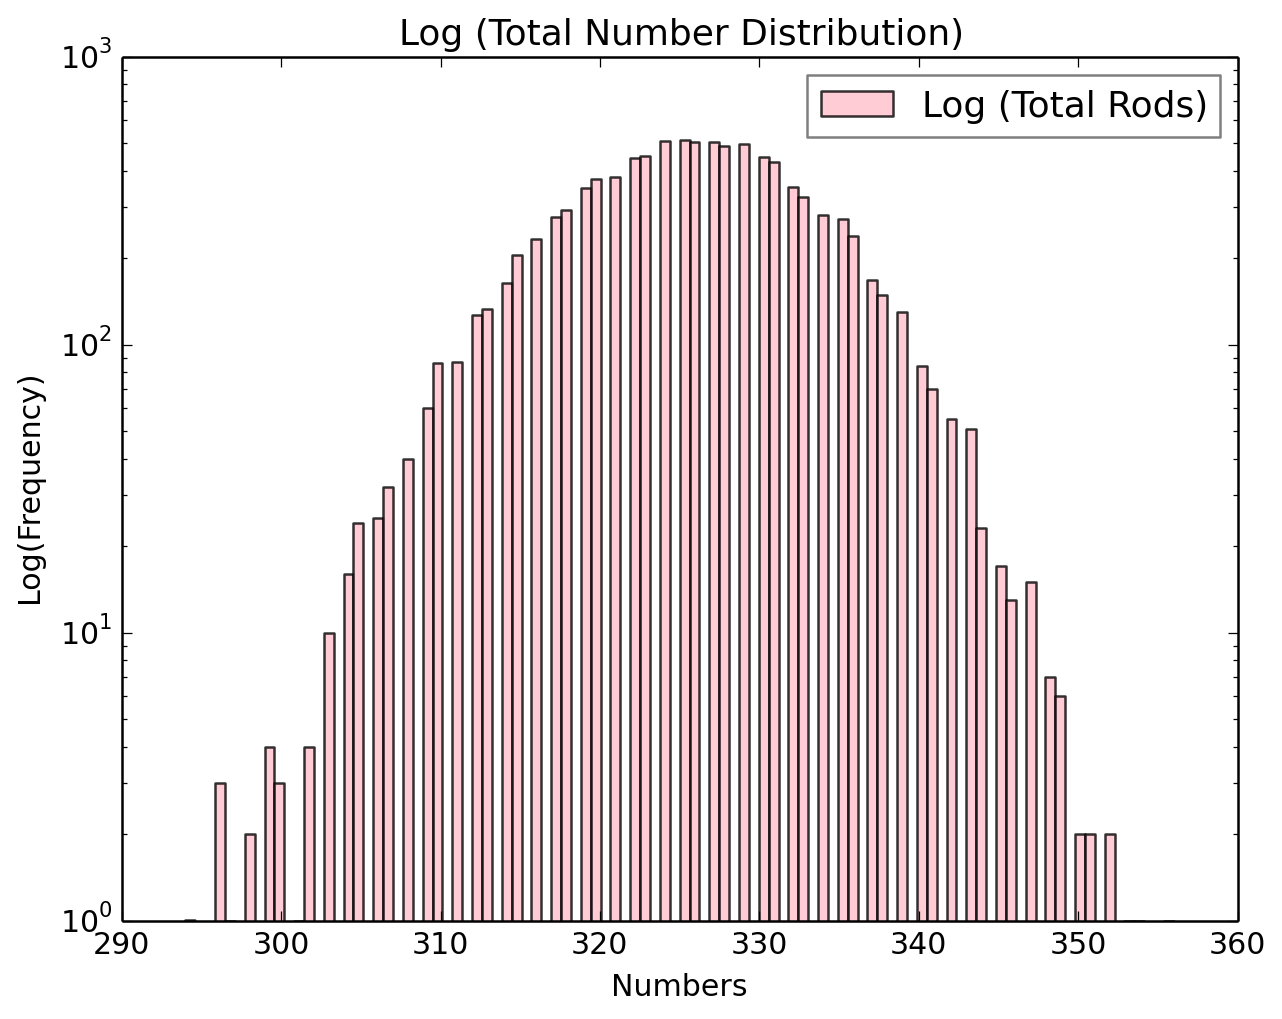 Log (Total Number Distribution)
10^3
Log (Total Rods)
10^2
Log(Frequency)
10^1
10^0
290 300 310 320 330 340 350 360
Numbers